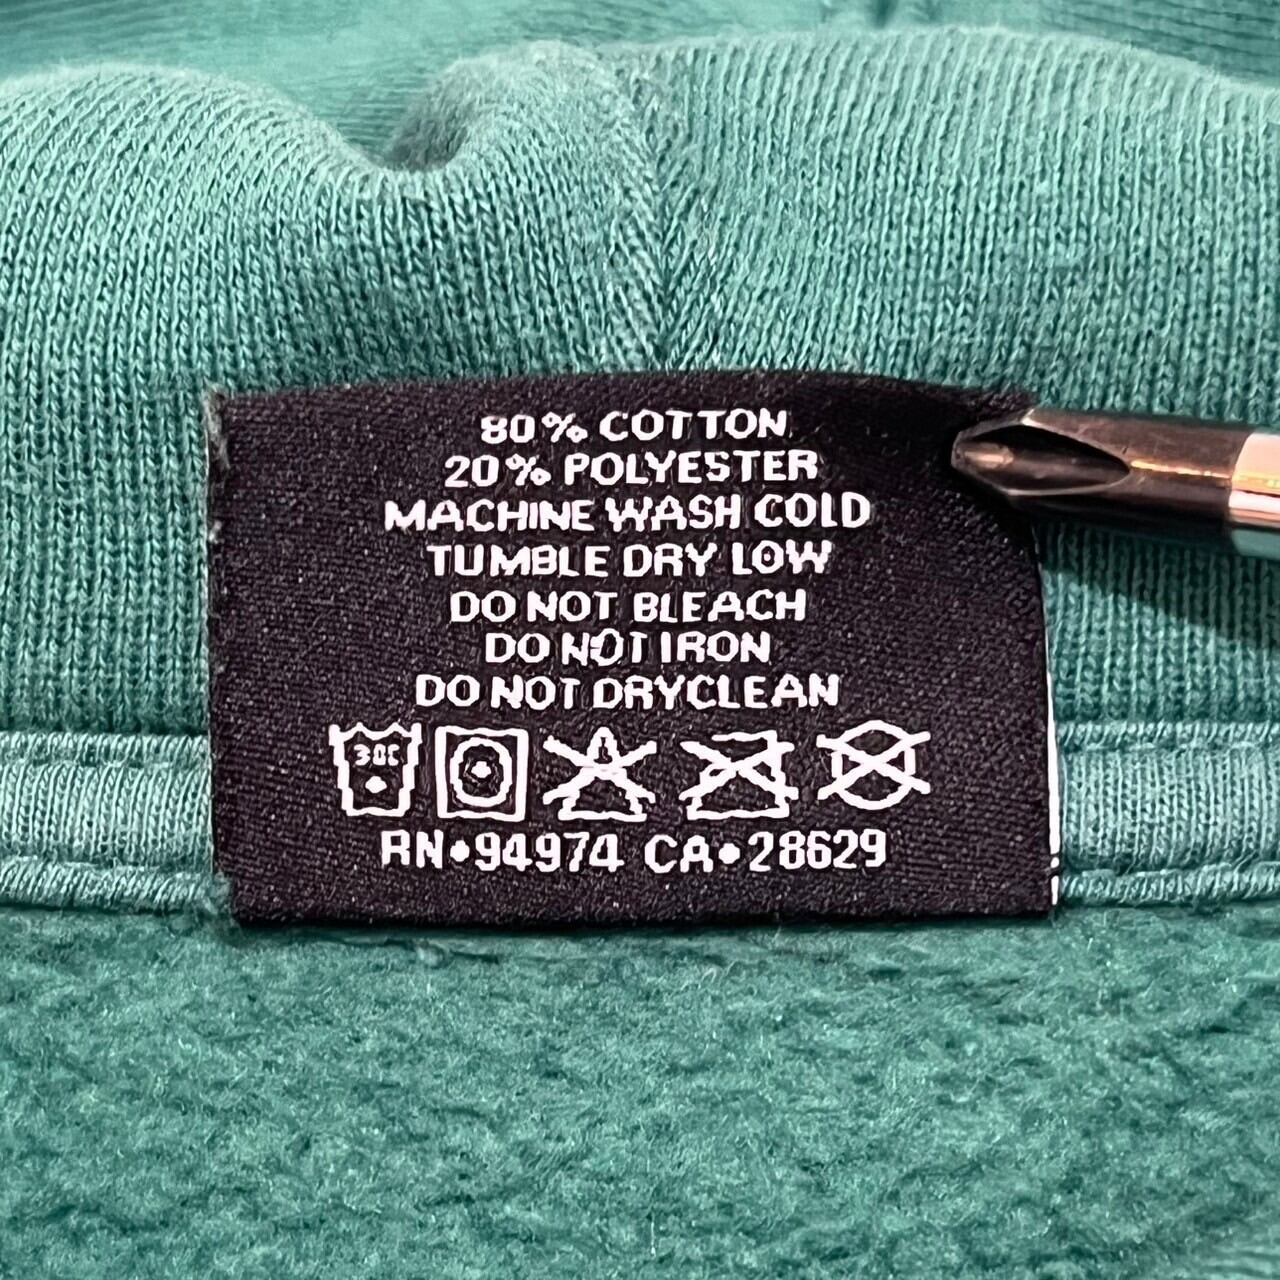 80% COTTON
20% POLYESTER
MACHINE WASH COLD
TUMBLE DRY LOW
DO NOT BLEACH
DO NOT IRON
DO NOT DRYCLEAN
30C
RN•94974 CA•28629